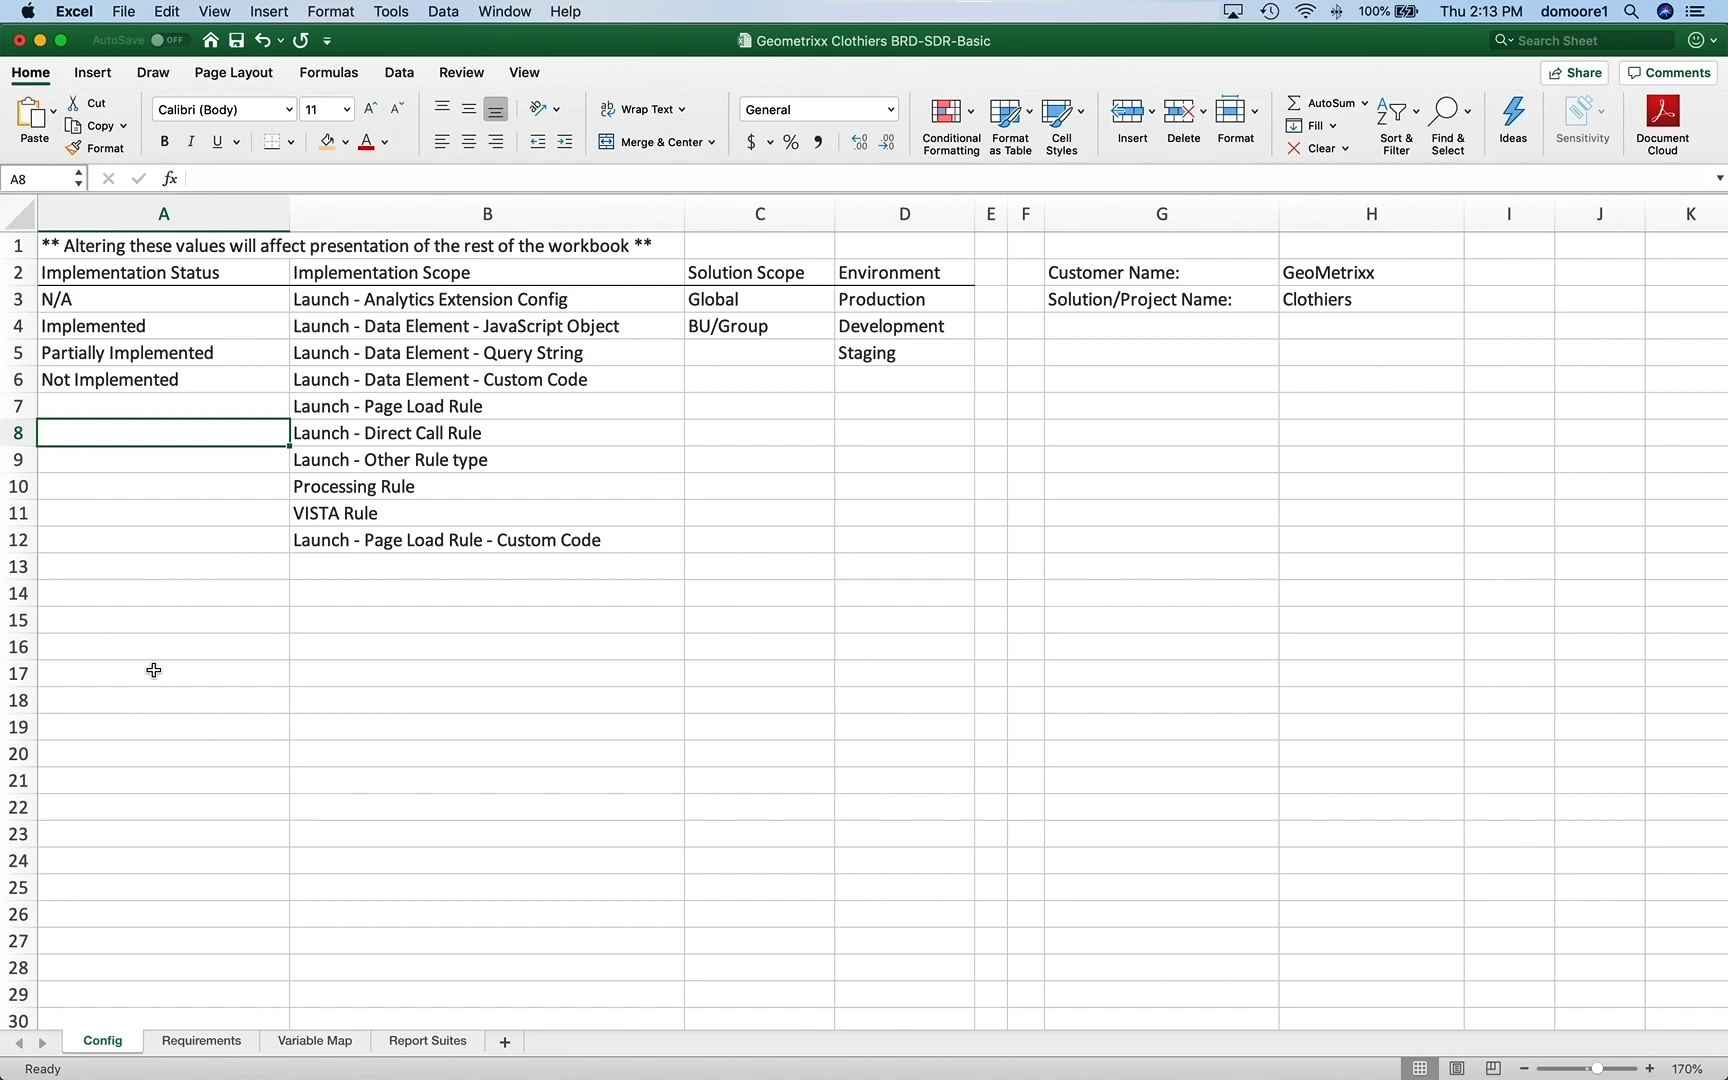 Excel File Edit View Insert Format Tools Data Window Help 100% Thu 2:13 PM domoore1
AutoSave OFF Geometrixx Clothiers BRD-SDR-Basic Search Sheet
Home Insert Draw Page Layout Formulas Data Review View Share Comments
Paste Cut Copy Format
Calibri (Body) 11
B I U A
Wrap Text
Merge & Center
General
$ % 
Conditional Formatting
Format as Table
Cell Styles
Insert Delete Format
AutoSum
Fill
Clear
Sort & Filter
Find & Select
Ideas
Sensitivity
Document Cloud
A8 fx
A B C D E F G H I J K
1 ** Altering these values will affect presentation of the rest of the workbook **
2 Implementation Status Implementation Scope Solution Scope Environment Customer Name: GeoMetrixx
3 N/A Launch - Analytics Extension Config Global Production Solution/Project Name: Clothiers
4 Implemented Launch - Data Element - JavaScript Object BU/Group Development
5 Partially Implemented Launch - Data Element - Query String Staging
6 Not Implemented Launch - Data Element - Custom Code
7 Launch - Page Load Rule
8 Launch - Direct Call Rule
9 Launch - Other Rule type
10 Processing Rule
11 VISTA Rule
12 Launch - Page Load Rule - Custom Code
13
14
15
16
17
18
19
20
21
22
23
24
25
26
27
28
29
30
Config Requirements Variable Map Report Suites +
Ready 170%